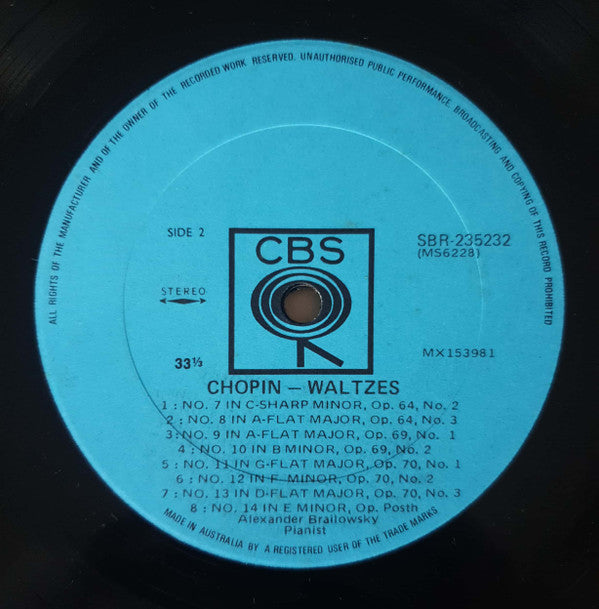 ALL RIGHTS OF THE MANUFACTURER AND OF THE OWNER OF THE RECORDED WORK RESERVED. UNAUTHORISED PUBLIC PERFORMANCE, BROADCASTING AND COPYING OF THIS RECORD PROHIBITED
SIDE 2
CBS
SBR-235232
(MS6228)
STEREO
33⅓
MX153981
CHOPIN — WALTZES
1 : NO. 7 IN C-SHARP MINOR, Op. 64, No. 2
2 : NO. 8 IN A-FLAT MAJOR, Op. 64, No. 3
3 : NO. 9 IN A-FLAT MAJOR, Op. 69, No. 1
4 : NO. 10 IN B MINOR, Op. 69, No. 2
5 : NO. 11 IN G-FLAT MAJOR, Op. 70, No. 1
6 : NO. 12 IN F MINOR, Op. 70, No. 2
7 : NO. 13 IN D-FLAT MAJOR, Op. 70, No. 3
8 : NO. 14 IN E MINOR, Op. Posth
Alexander Brailowsky
Pianist
MADE IN AUSTRALIA BY A REGISTERED USER OF THE TRADE MARKS